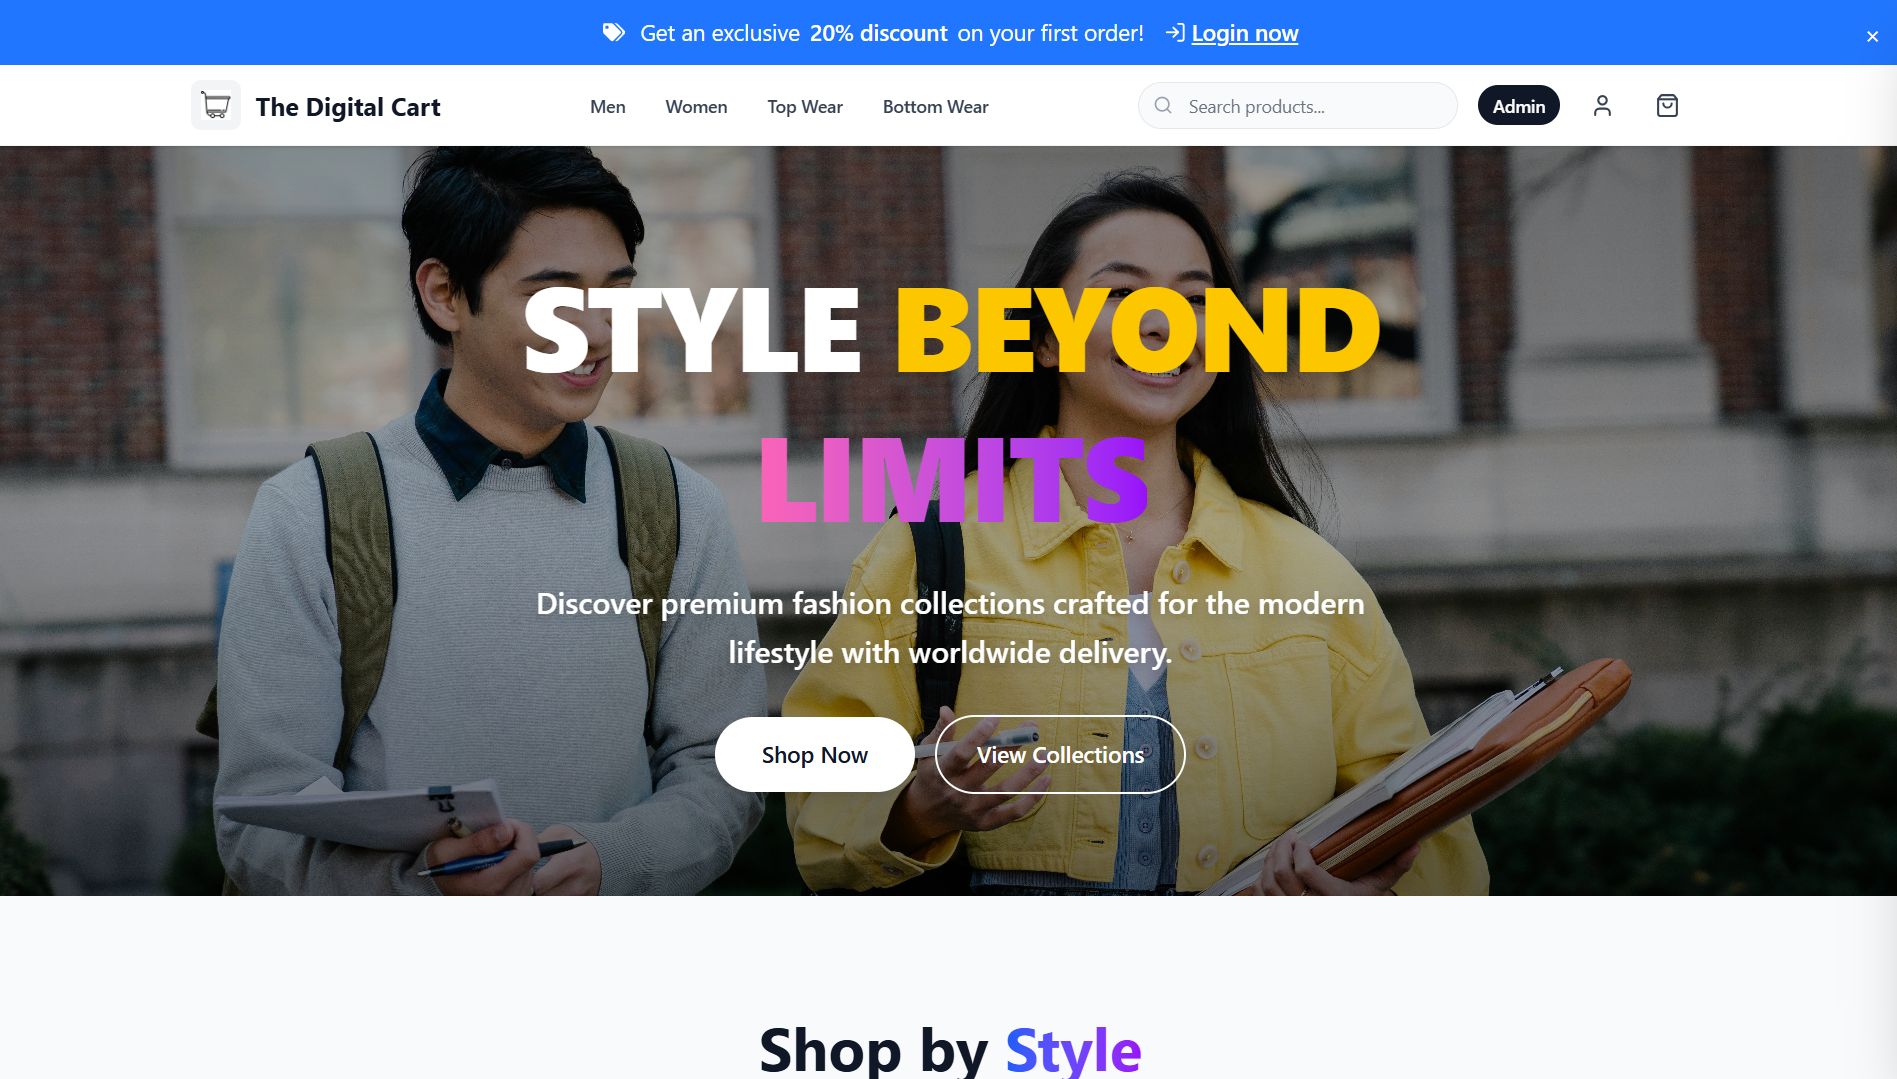 Get an exclusive 20% discount on your first order! Login now ×
The Digital Cart Men Women Top Wear Bottom Wear Search products... Admin
STYLE BEYOND
LIMITS
Discover premium fashion collections crafted for the modern
lifestyle with worldwide delivery.
Shop Now View Collections
Shop by Style